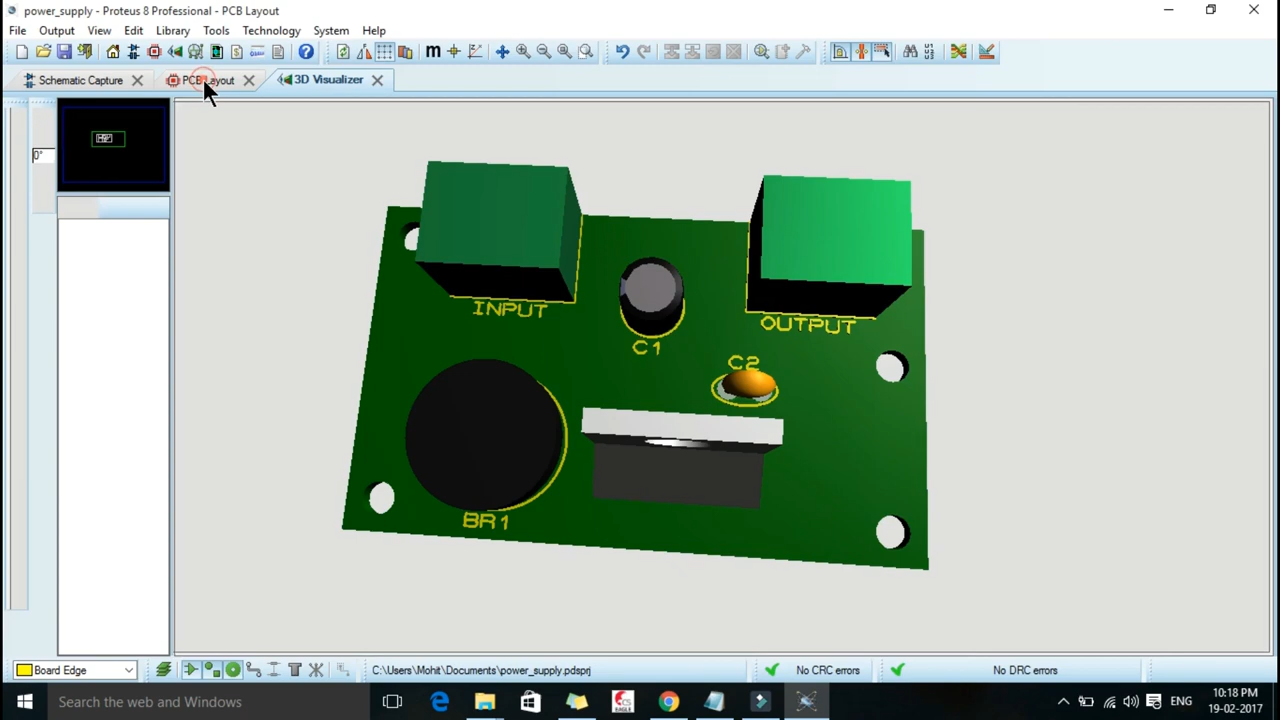 power_supply - Proteus 8 Professional - PCB Layout
File Output View Edit Library Tools Technology System Help
Schematic Capture PCB Layout 3D Visualizer
0°
INPUT
OUTPUT
C1
C2
BR1
Board Edge C:\Users\Mohit\Documents\power_supply.pdsprj No CRC errors No DRC errors
Search the web and Windows
ENG
10:18 PM
19-02-2017